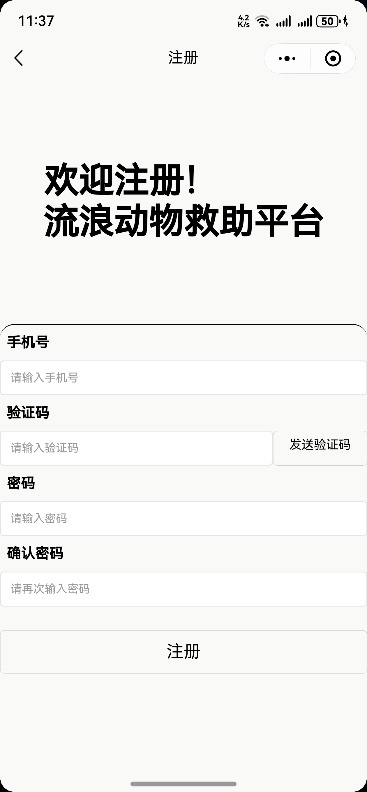 11:37
4.2
K/s
50
注册
欢迎注册!
流浪动物救助平台
手机号
请输入手机号
验证码
请输入验证码
发送验证码
密码
请输入密码
确认密码
请再次输入密码
注册